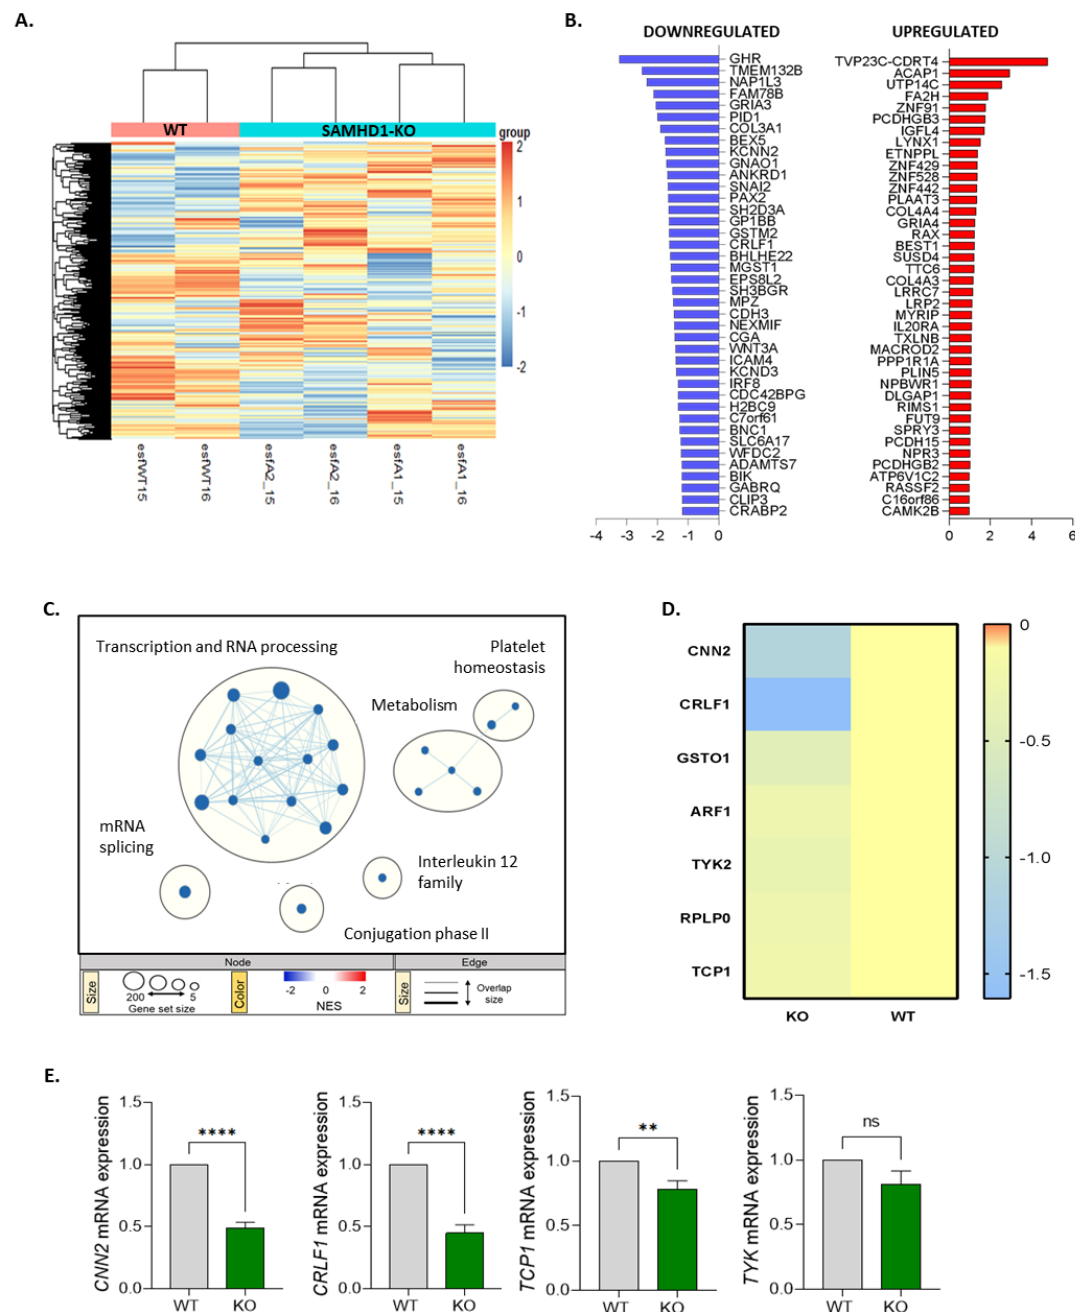 A.
WT
SAMHD1-KO
group
2
1
0
-1
-2
esfWT15
esfWT16
esfA2_15
esfA2_16
esfA1_15
esfA1_16
B.
DOWNREGULATED
GHR
TMEM132B
NAP1L3
FAM78B
GRIA3
PID1
COL3A1
BEX5
KCNN2
GNAO1
ANKRD1
SNAI2
PAX2
SH2D3A
GP1BB
GSTM2
CRLF1
BHLHE22
MGST1
EPS8L2
SH3BGR
MPZ
CDH3
NEXMIF
CGA
WNT3A
ICAM4
KCND3
IRF8
CDC42BPG
H2BC9
C7orf61
BNC1
SLC6A17
WFDC2
ADAMTS7
BIK
GABRQ
CLIP3
CRABP2
-4 -3 -2 -1 0
UPREGULATED
TVP23C-CDRT4
ACAP1
UTP14C
FA2H
ZNF91
PCDHGB3
IGFL4
LYNX1
ETNPPL
ZNF429
ZNF528
ZNF442
PLAAT3
COL4A4
GRIA4
RAX
BEST1
SUSD4
TTC6
COL4A3
LRRC7
LRP2
MYRIP
IL20RA
TXLNB
MACROD2
PPP1R1A
PLIN5
NPBWR1
DLGAP1
RIMS1
FUT9
SPRY3
PCDH15
NPR3
PCDHGB2
ATP6V1C2
RASSF2
C16orf86
CAMK2B
0 2 4 6
C.
Transcription and RNA processing
Platelet
homeostasis
Metabolism
mRNA
splicing
Interleukin 12
family
Conjugation phase II
Node
Edge
Size
200 5
Gene set size
Color
-2 0 2
NES
Size
Overlap
size
D.
CNN2
CRLF1
GSTO1
ARF1
TYK2
RPLP0
TCP1
KO WT
0
-0.5
-1.0
-1.5
E.
CNN2 mRNA expression
1.5
1.0
0.5
0.0
****
WT KO
CRLF1 mRNA expression
1.5
1.0
0.5
0.0
****
WT KO
TCP1 mRNA expression
1.5
1.0
0.5
0.0
**
WT KO
TYK mRNA expression
1.5
1.0
0.5
0.0
ns
WT KO